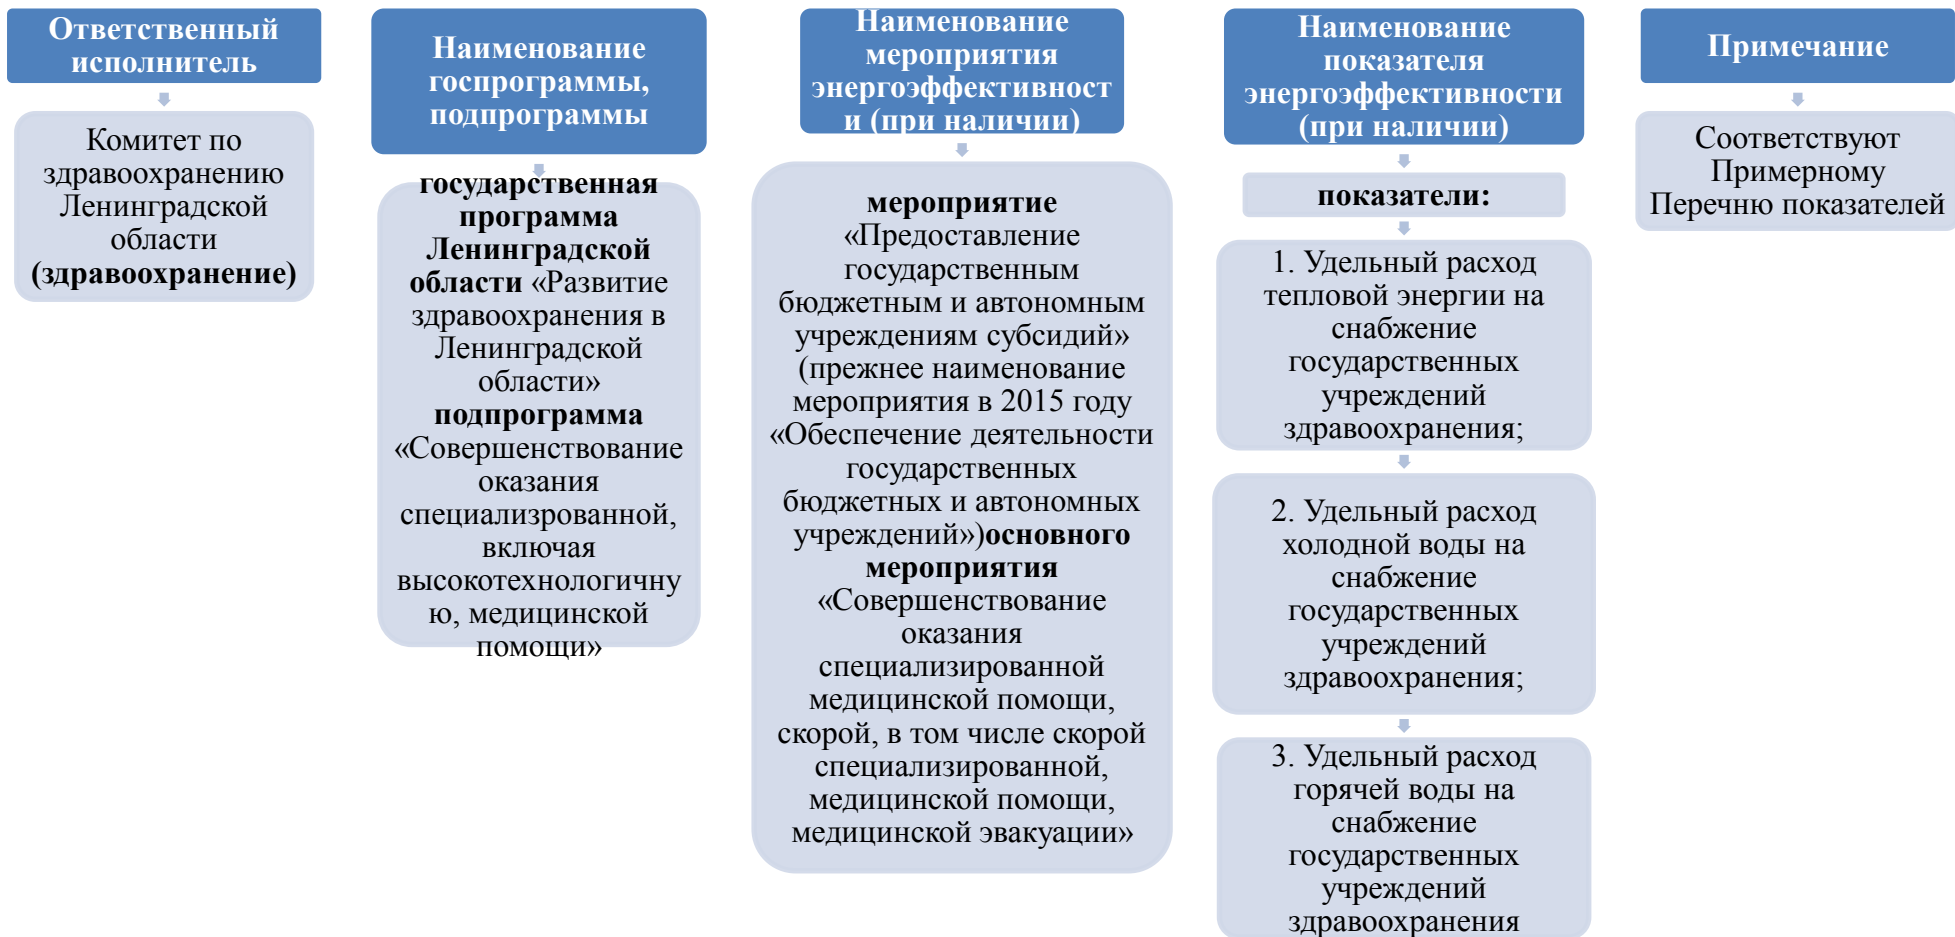 Ответственный
исполнитель
Комитет по
здравоохранению
Ленинградской
области
(здравоохранение)
Наименование
госпрограммы,
подпрограммы
государственная
программа
Ленинградской
области «Развитие
здравоохранения в
Ленинградской
области»
подпрограмма
«Совершенствование
оказания
специализрованной,
включая
высокотехнологичну
ю, медицинской
помощи»
Наименование
мероприятия
энергоэффективност
и (при наличии)
мероприятие
«Предоставление
государственным
бюджетным и автономным
учреждениям субсидий»
(прежнее наименование
мероприятия в 2015 году
«Обеспечение деятельности
государственных
бюджетных и автономных
учреждений»)основного
мероприятия
«Совершенствование
оказания
специализированной
медицинской помощи,
скорой, в том числе скорой
специализированной,
медицинской помощи,
медицинской эвакуации»
Наименование
показателя
энергоэффективности
(при наличии)
показатели:
1. Удельный расход
тепловой энергии на
снабжение
государственных
учреждений
здравоохранения;
2. Удельный расход
холодной воды на
снабжение
государственных
учреждений
здравоохранения;
3. Удельный расход
горячей воды на
снабжение
государственных
учреждений
здравоохранения
Примечание
Соответствуют
Примерному
Перечню показателей